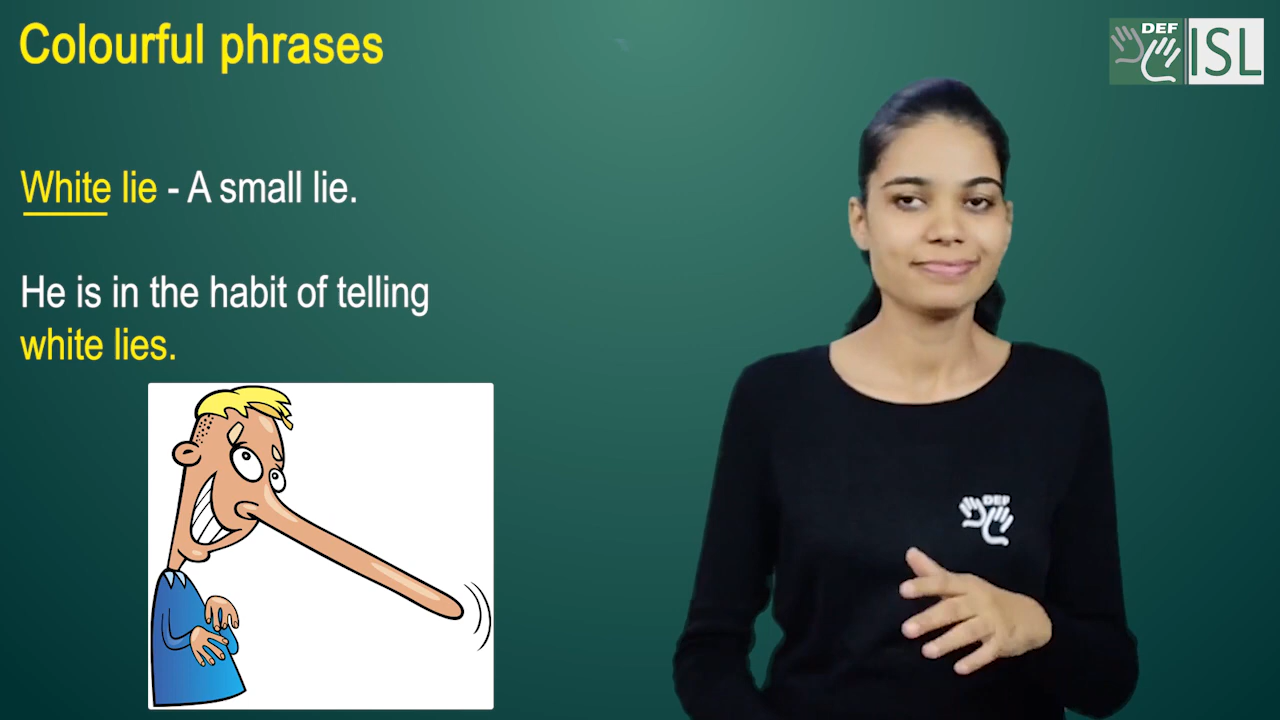 Colourful phrases
DEF
ISL
White lie - A small lie.
He is in the habit of telling
white lies.
DEF